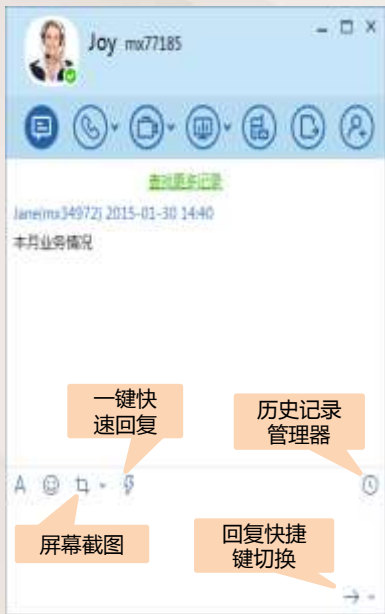 Joy mx77185
查找更多记录
Jane(mx34972) 2015-01-30 14:40
本月业务情况
一键快
速回复
历史记录
管理器
A
屏幕截图
回复快捷
键切换